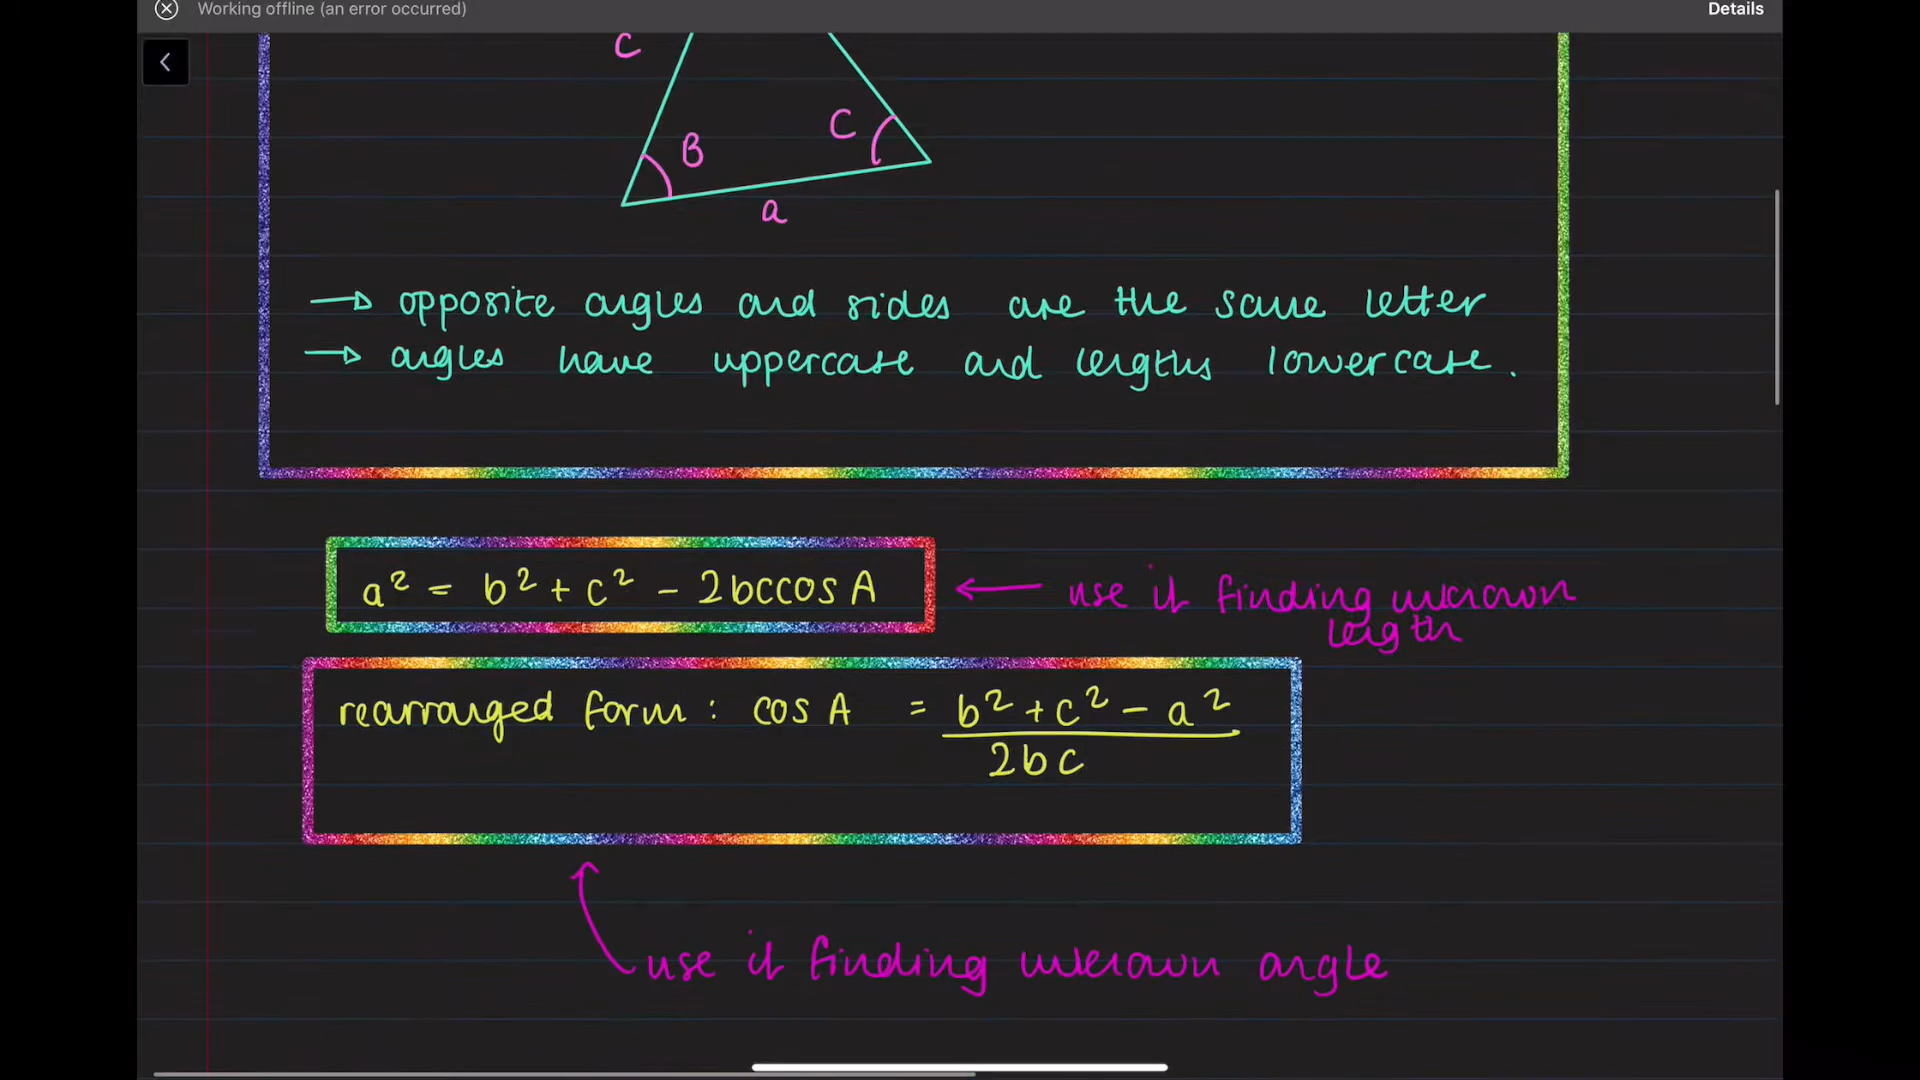 Working offline (an error occurred)
Details
c
B
C
a
→ opposite angles and sides are the same letter
→ angles have uppercase and lengths lowercase.
a² = b² + c² - 2bccos A
← use if finding unknown
length
rearranged form : cos A = b² + c² - a²
2bc
use if finding unknown angle